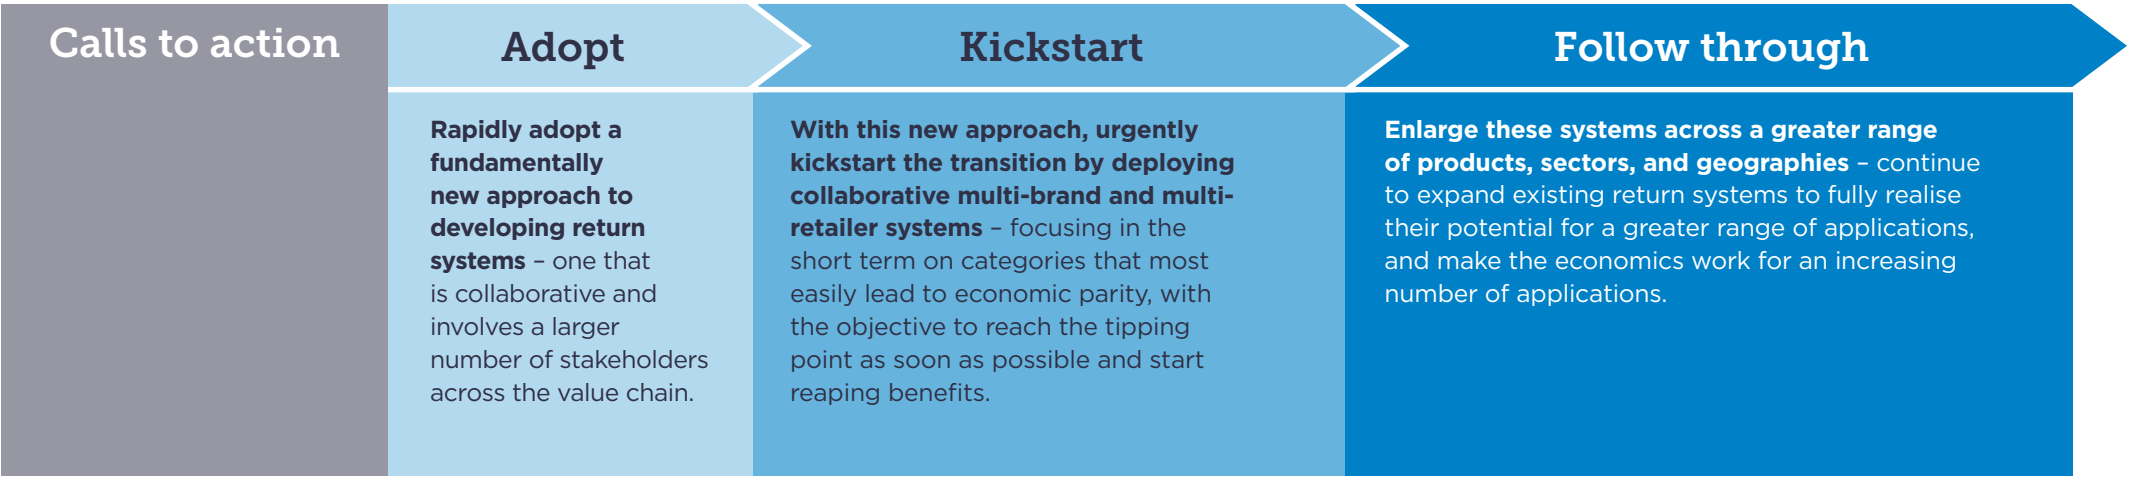 Calls to action
Adopt
Kickstart
Follow through
Rapidly adopt a
fundamentally
new approach to
developing return
systems – one that
is collaborative and
involves a larger
number of stakeholders
across the value chain.
With this new approach, urgently
kickstart the transition by deploying
collaborative multi-brand and multi-
retailer systems – focusing in the
short term on categories that most
easily lead to economic parity, with
the objective to reach the tipping
point as soon as possible and start
reaping benefits.
Enlarge these systems across a greater range
of products, sectors, and geographies – continue
to expand existing return systems to fully realise
their potential for a greater range of applications,
and make the economics work for an increasing
number of applications.